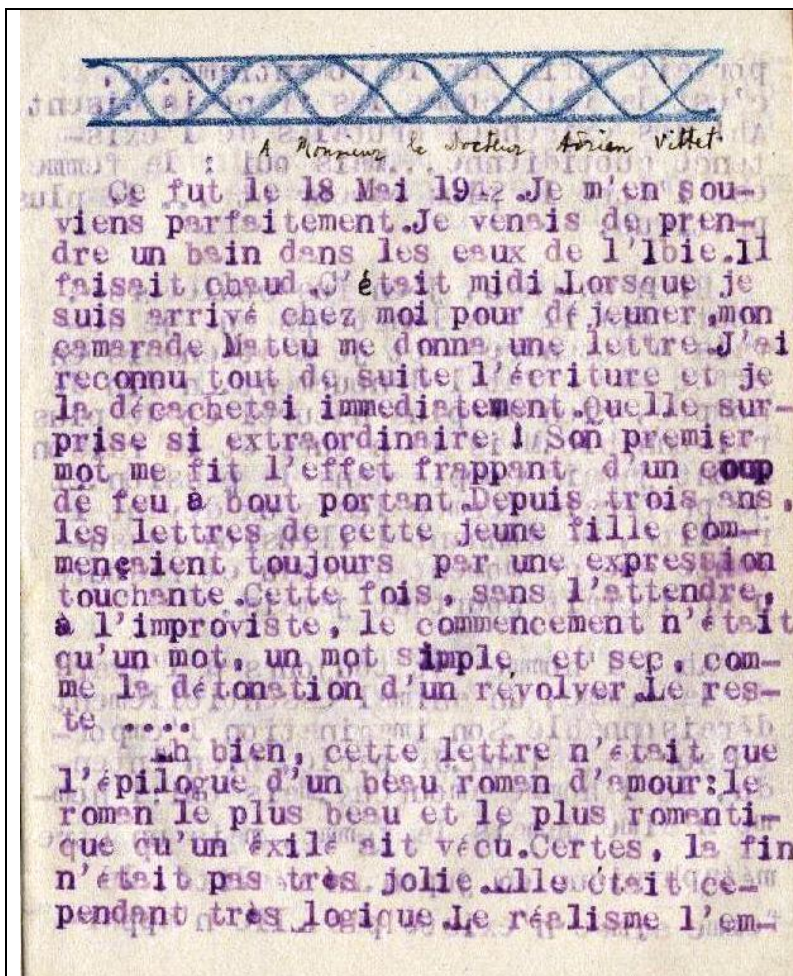 A Monsieur le Docteur Adrien Vittet.
Ce fut le 18 Mai 1942.Je m'en sou-
viens parfaitement.Je venais de pren-
dre un bain dans les eaux de l'Ibie.Il
faisait chaud.C'était midi.Lorsque je
suis arrivé chez moi pour déjeuner,mon
camarade Mateu me donna une lettre.J'ai
reconnu tout de suite l'écriture et je
la décachetai immediatement.Quelle sur-
prise si extraordinaire ! Son premier
mot me fit l'effet frappant d'un coup
de feu à bout portant.Depuis trois ans,
les lettres de cette jeune fille com-
mençaient toujours par une expression
touchante.Cette fois, sans l'attendre,
à l'improviste, le commencement n'était
qu'un mot, un mot simple et sec, com-
me la détonation d'un revolver.Le res-
te ....
Eh bien, cette lettre n'était que
l'épilogue d'un beau roman d'amour:le
roman le plus beau et le plus romanti-
que qu'un éxilé ait vécu.Certes, la fin
n'était pas très jolie.Elle était ce-
pendant très logique.Le réalisme l'em-